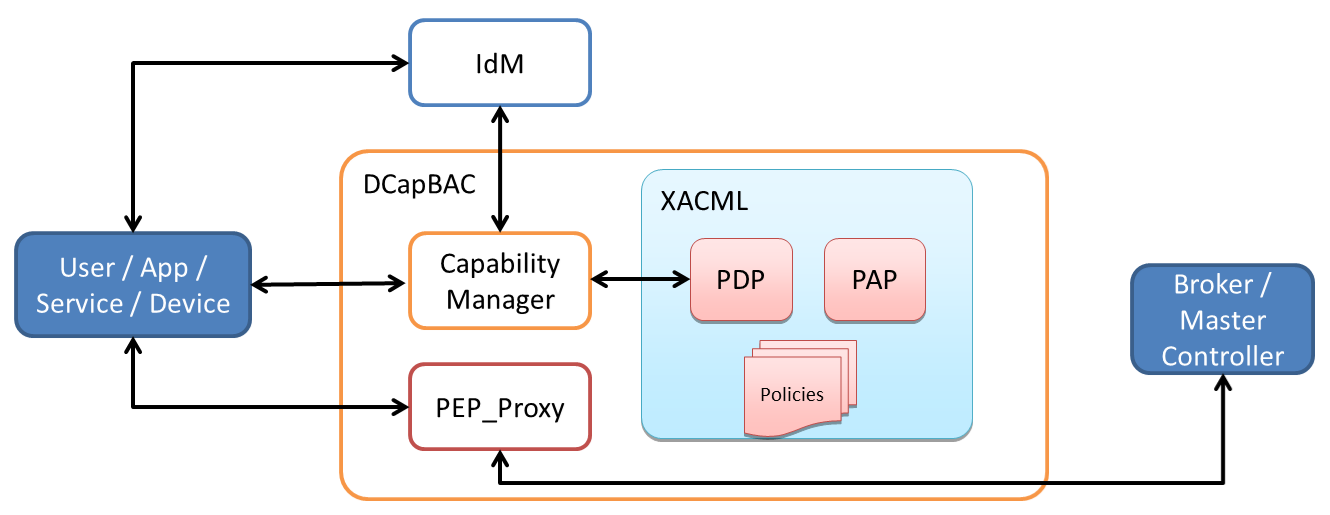 IdM
DCapBAC
XACML
User / App /
Service / Device
Capability
Manager
PDP
PAP
Broker /
Master
Controller
PEP_Proxy
Policies